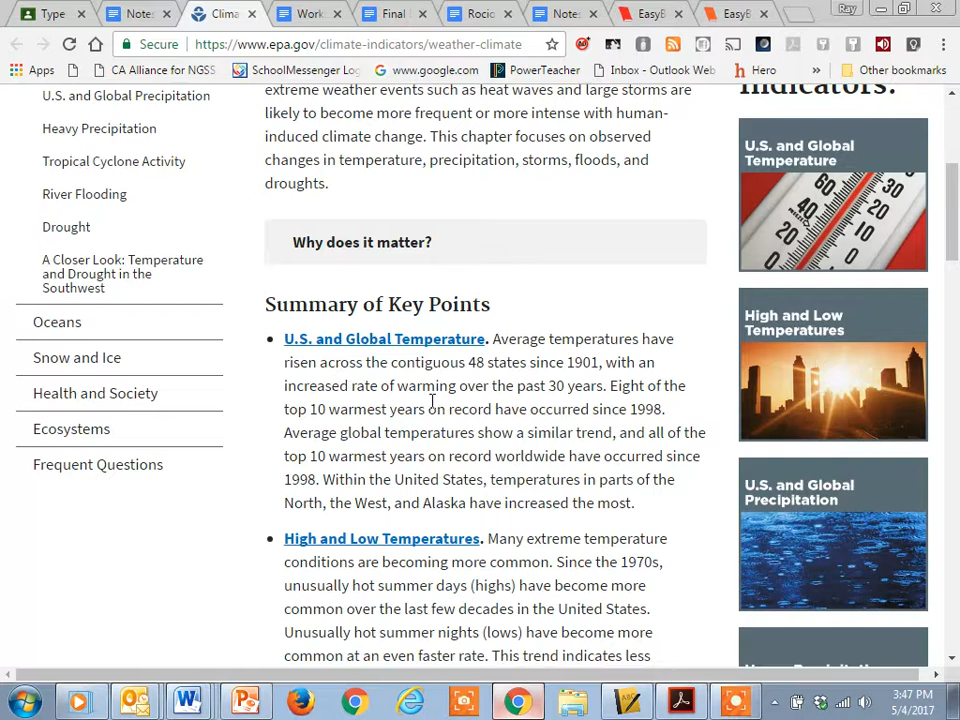 Type
Notes
Clima
Work
Final
Rocio
Notes
EasyB
EasyB
Ray
Secure
https://www.epa.gov/climate-indicators/weather-climate
Apps
CA Alliance for NGSS
SchoolMessenger Log
www.google.com
PowerTeacher
Inbox - Outlook Web
Hero
»
Other bookmarks
U.S. and Global Precipitation
Heavy Precipitation
Tropical Cyclone Activity
River Flooding
Drought
A Closer Look: Temperature
and Drought in the
Southwest
Oceans
Snow and Ice
Health and Society
Ecosystems
Frequent Questions
extreme weather events such as heat waves and large storms are
likely to become more frequent or more intense with human-
induced climate change. This chapter focuses on observed
changes in temperature, precipitation, storms, floods, and
droughts.
Why does it matter?
Summary of Key Points
• U.S. and Global Temperature. Average temperatures have
risen across the contiguous 48 states since 1901, with an
increased rate of warming over the past 30 years. Eight of the
top 10 warmest years on record have occurred since 1998.
Average global temperatures show a similar trend, and all of the
top 10 warmest years on record worldwide have occurred since
1998. Within the United States, temperatures in parts of the
North, the West, and Alaska have increased the most.
• High and Low Temperatures. Many extreme temperature
conditions are becoming more common. Since the 1970s,
unusually hot summer days (highs) have become more
common over the last few decades in the United States.
Unusually hot summer nights (lows) have become more
common at an even faster rate. This trend indicates less
Indicators:
U.S. and Global
Temperature
60
40
20
0
30
20
10
0
High and Low
Temperatures
U.S. and Global
Precipitation
3:47 PM
5/4/2017